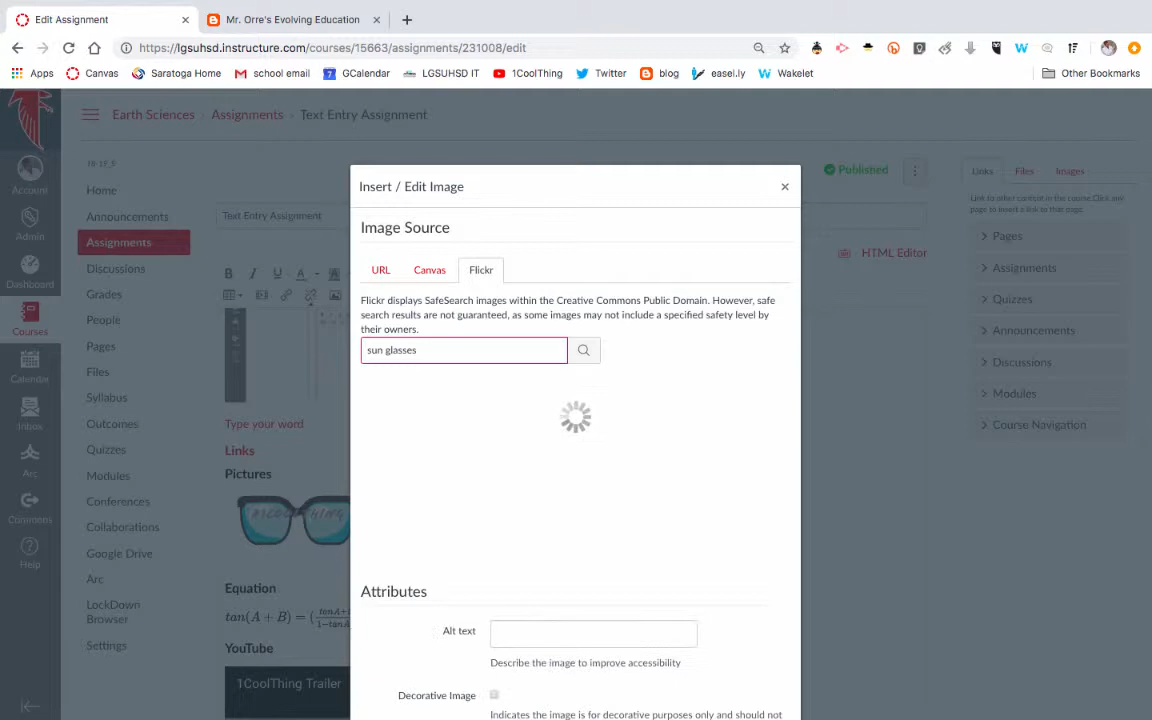 Edit Assignment
Mr. Orre's Evolving Education
https://lgsuhsd.instructure.com/courses/15663/assignments/231008/edit
Apps
Canvas
Saratoga Home
school email
GCalendar
LGSUHSD IT
1CoolThing
Twitter
blog
easel.ly
Wakelet
Other Bookmarks
Earth Sciences
Assignments
Text Entry Assignment
Account
Admin
Dashboard
Courses
Calendar
Inbox
Arc
Commons
Help
Home
Announcements
Assignments
Discussions
Grades
People
Pages
Files
Syllabus
Outcomes
Quizzes
Modules
Conferences
Collaborations
Google Drive
Arc
LockDown
Browser
Settings
Published
Text Entry Assignment
HTML Editor
B I U A A
Type your word
Links
Pictures
1COOLTHING
Equation
tan(A + B) = (
YouTube
1CoolThing Trailer
Insert / Edit Image
Image Source
URL
Canvas
Flickr
Flickr displays SafeSearch images within the Creative Commons Public Domain. However, safe
search results are not guaranteed, as some images may not include a specified safety level by
their owners.
sun glasses
Attributes
Alt text
Describe the image to improve accessibility
Decorative Image
Indicates the image is for decorative purposes only and should not
Links
Files
Images
Link to other content in the course.Click any
page to insert a link to that page.
Pages
Assignments
Quizzes
Announcements
Discussions
Modules
Course Navigation